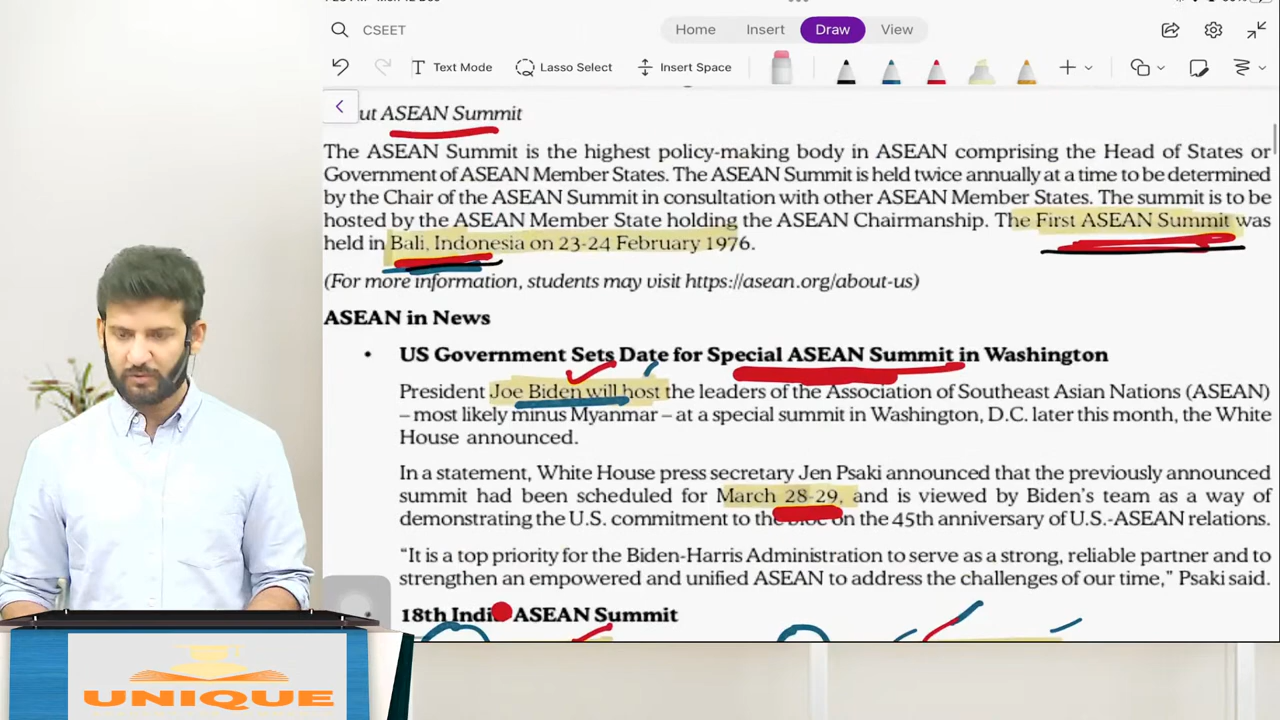 CSEET
Home Insert Draw View
Text Mode Lasso Select Insert Space
ut ASEAN Summit
The ASEAN Summit is the highest policy-making body in ASEAN comprising the Head of States or
Government of ASEAN Member States. The ASEAN Summit is held twice annually at a time to be determined
by the Chair of the ASEAN Summit in consultation with other ASEAN Member States. The summit is to be
hosted by the ASEAN Member State holding the ASEAN Chairmanship. The First ASEAN Summit was
held in Bali, Indonesia on 23-24 February 1976.
(For more information, students may visit https://asean.org/about-us)
ASEAN in News
• US Government Sets Date for Special ASEAN Summit in Washington
President Joe Biden will host the leaders of the Association of Southeast Asian Nations (ASEAN)
– most likely minus Myanmar – at a special summit in Washington, D.C. later this month, the White
House announced.
In a statement, White House press secretary Jen Psaki announced that the previously announced
summit had been scheduled for March 28-29, and is viewed by Biden's team as a way of
demonstrating the U.S. commitment to the bloc on the 45th anniversary of U.S.-ASEAN relations.
"It is a top priority for the Biden-Harris Administration to serve as a strong, reliable partner and to
strengthen an empowered and unified ASEAN to address the challenges of our time," Psaki said.
18th Indi ASEAN Summit
UNIQUE